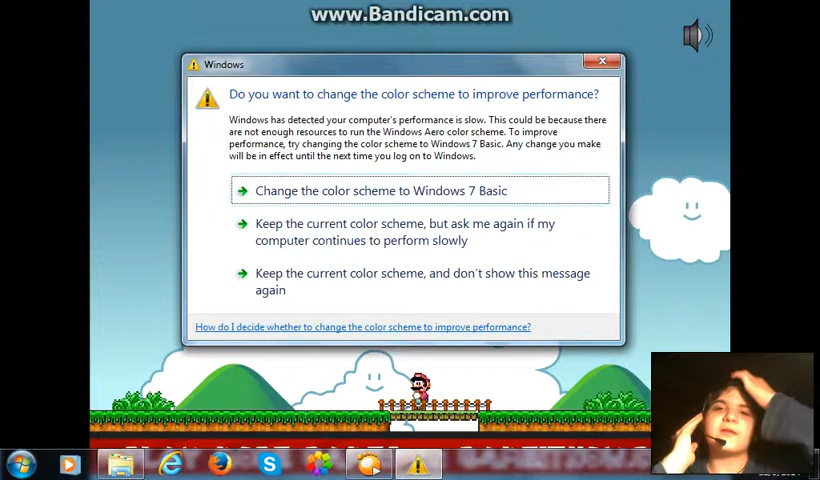 www.Bandicam.com
Windows
Do you want to change the color scheme to improve performance?
Windows has detected your computer's performance is slow. This could be because there
are not enough resources to run the Windows Aero color scheme. To improve
performance, try changing the color scheme to Windows 7 Basic. Any change you make
will be in effect until the next time you log on to Windows.
Change the color scheme to Windows 7 Basic
Keep the current color scheme, but ask me again if my
computer continues to perform slowly
Keep the current color scheme, and don't show this message
again
How do I decide whether to change the color scheme to improve performance?